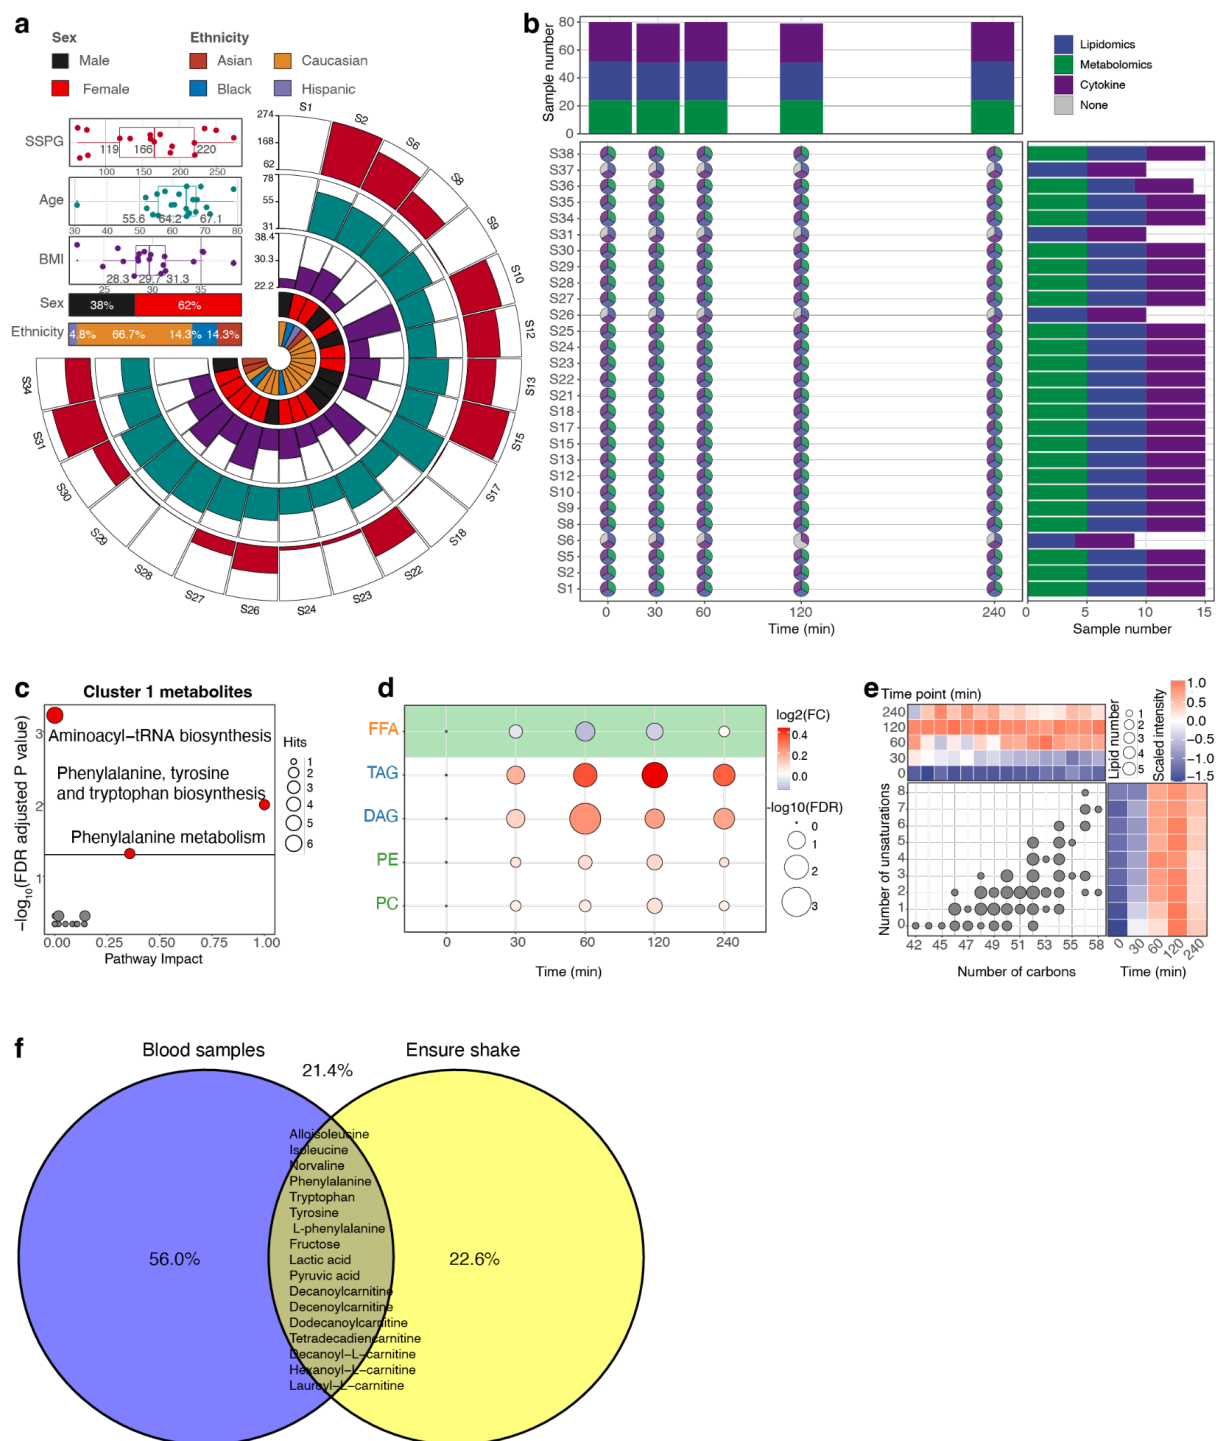 a
Sex
Ethnicity
Male
Asian
Caucasian
Female
Black
Hispanic
SSPG
119 166 220
100 150 200 250
Age
55.6 64.2 67.1
30 40 50 60 70 80
BMI
28.3 29.7 31.3
25 30 35
Sex
38% 62%
Ethnicity
4.8% 66.7% 14.3% 14.3%
274
168
62
78
55
31
38.4
30.3
22.2
S1
S2
S6
S8
S9
S10
S12
S13
S15
S17
S18
S22
S23
S24
S26
S27
S28
S29
S30
S31
S34
b
Sample number
80
60
40
20
0
Lipidomics
Metabolomics
Cytokine
None
S38
S37
S36
S35
S34
S31
S30
S29
S28
S27
S26
S25
S24
S23
S22
S21
S18
S17
S15
S13
S12
S10
S9
S8
S6
S5
S2
S1
0 30 60 120 240
Time (min)
0 5 10 15
Sample number
c
Cluster 1 metabolites
−log10(FDR adjusted P value)
3
2
1
Aminoacyl−tRNA biosynthesis
Phenylalanine, tyrosine
and tryptophan biosynthesis
Phenylalanine metabolism
0.00 0.25 0.50 0.75 1.00
Pathway Impact
Hits
1
2
3
4
5
6
d
FFA
TAG
DAG
PE
PC
0 30 60 120 240
Time (min)
log2(FC)
0.4
0.2
0.0
-log10(FDR)
0
1
2
3
e
Time point (min)
240
120
60
30
0
Lipid number
1
2
3
4
5
Scaled intensity
1.0
0.5
0
−0.5
−1.0
−1.5
Number of unsaturations
8
7
6
5
4
3
2
1
0
42 45 47 49 51 53 55 58
Number of carbons
0 30 60 120 240
Time (min)
f
Blood samples
Ensure shake
21.4%
56.0%
22.6%
Alloisoleucine
Isoleucine
Norvaline
Phenylalanine
Tryptophan
Tyrosine
L-phenylalanine
Fructose
Lactic acid
Pyruvic acid
Decanoylcarnitine
Decenoylcarnitine
Dodecanoylcarnitine
Tetradecadiencarnitine
Decanoyl−L−carnitine
Hexanoyl−L−carnitine
Lauroyl−L−carnitine